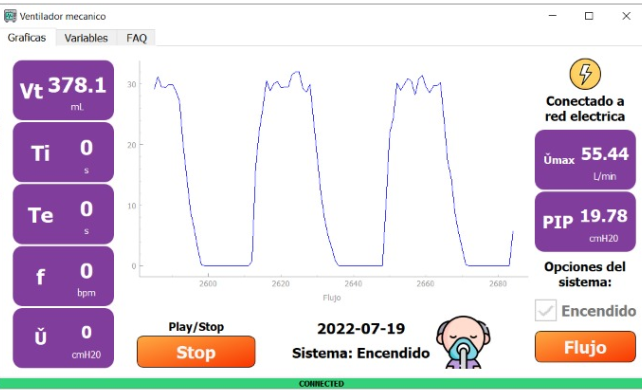 Ventilador mecanico
Graficas Variables FAQ
Vt 378.1
mL
Ti 0
s
Te 0
s
f 0
bpm
Ǔ 0
cmH20
30
20
10
0
2600 2620 2640 2660 2680
Flujo
Play/Stop
Stop
2022-07-19
Sistema: Encendido
Conectado a
red electrica
Ǔmax 55.44
L/min
PIP 19.78
cmH20
Opciones del
sistema:
Encendido
Flujo
CONNECTED